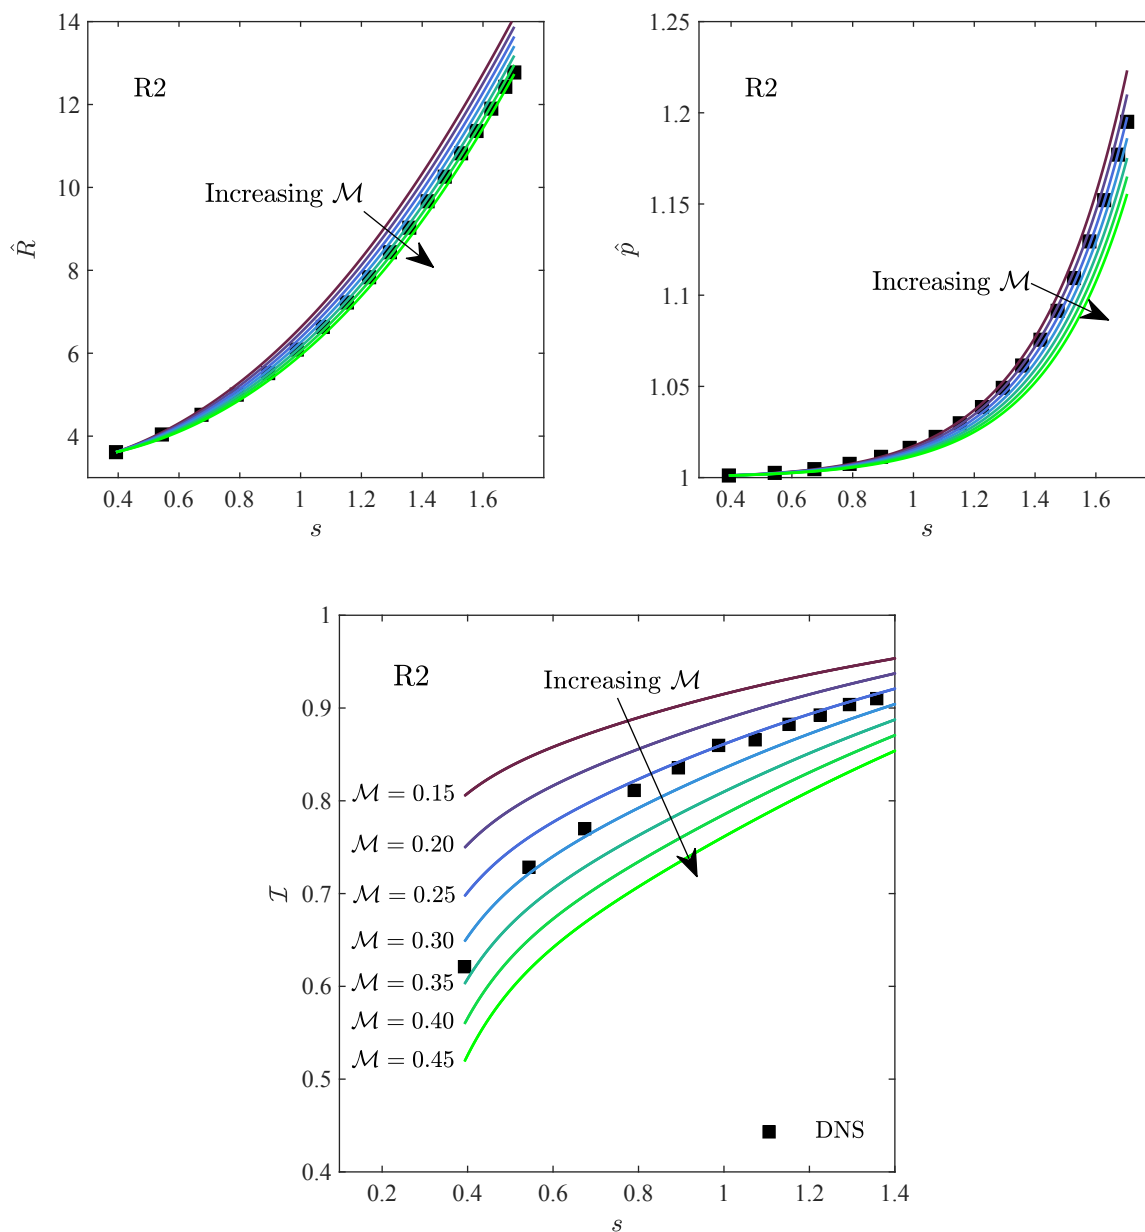 14
12
10
8
6
4
R̂
R2
Increasing ℳ
0.4 0.6 0.8 1 1.2 1.4 1.6
s
1.25
1.2
1.15
1.1
1.05
1
p̂
R2
Increasing ℳ
0.4 0.6 0.8 1 1.2 1.4 1.6
s
1
0.9
0.8
0.7
0.6
0.5
0.4
ℐ
R2
Increasing ℳ
ℳ = 0.15
ℳ = 0.20
ℳ = 0.25
ℳ = 0.30
ℳ = 0.35
ℳ = 0.40
ℳ = 0.45
DNS
0.2 0.4 0.6 0.8 1 1.2 1.4
s